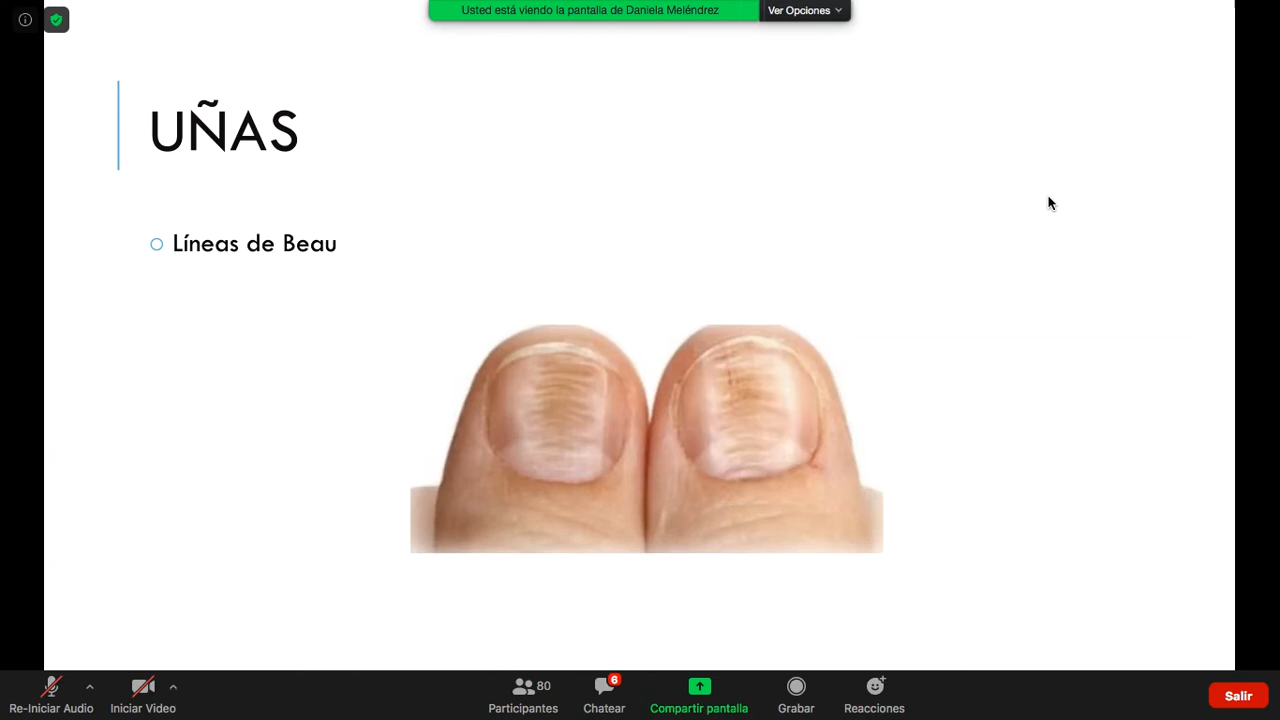 Usted está viendo la pantalla de Daniela Meléndrez
Ver Opciones
UÑAS
Líneas de Beau
Re-Iniciar Audio
Iniciar Video
80
Participantes
6
Chatear
Compartir pantalla
Grabar
Reacciones
Salir